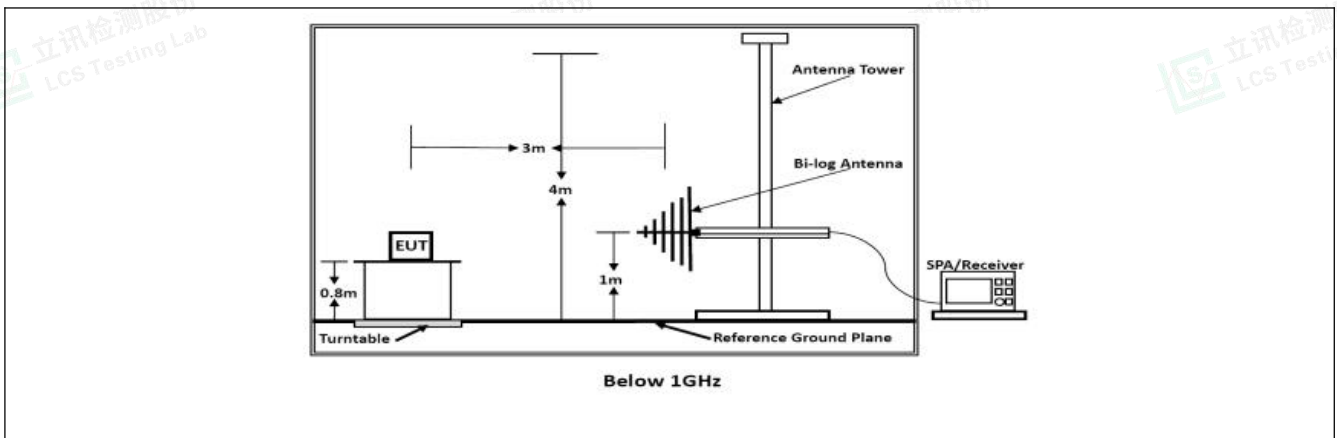 立讯检测股份
LCS Testing Lab
立讯检测
LCS Testi
Antenna Tower
3m
Bi-log Antenna
4m
EUT
SPA/Receiver
1m
0.8m
Turntable
Reference Ground Plane
Below 1GHz